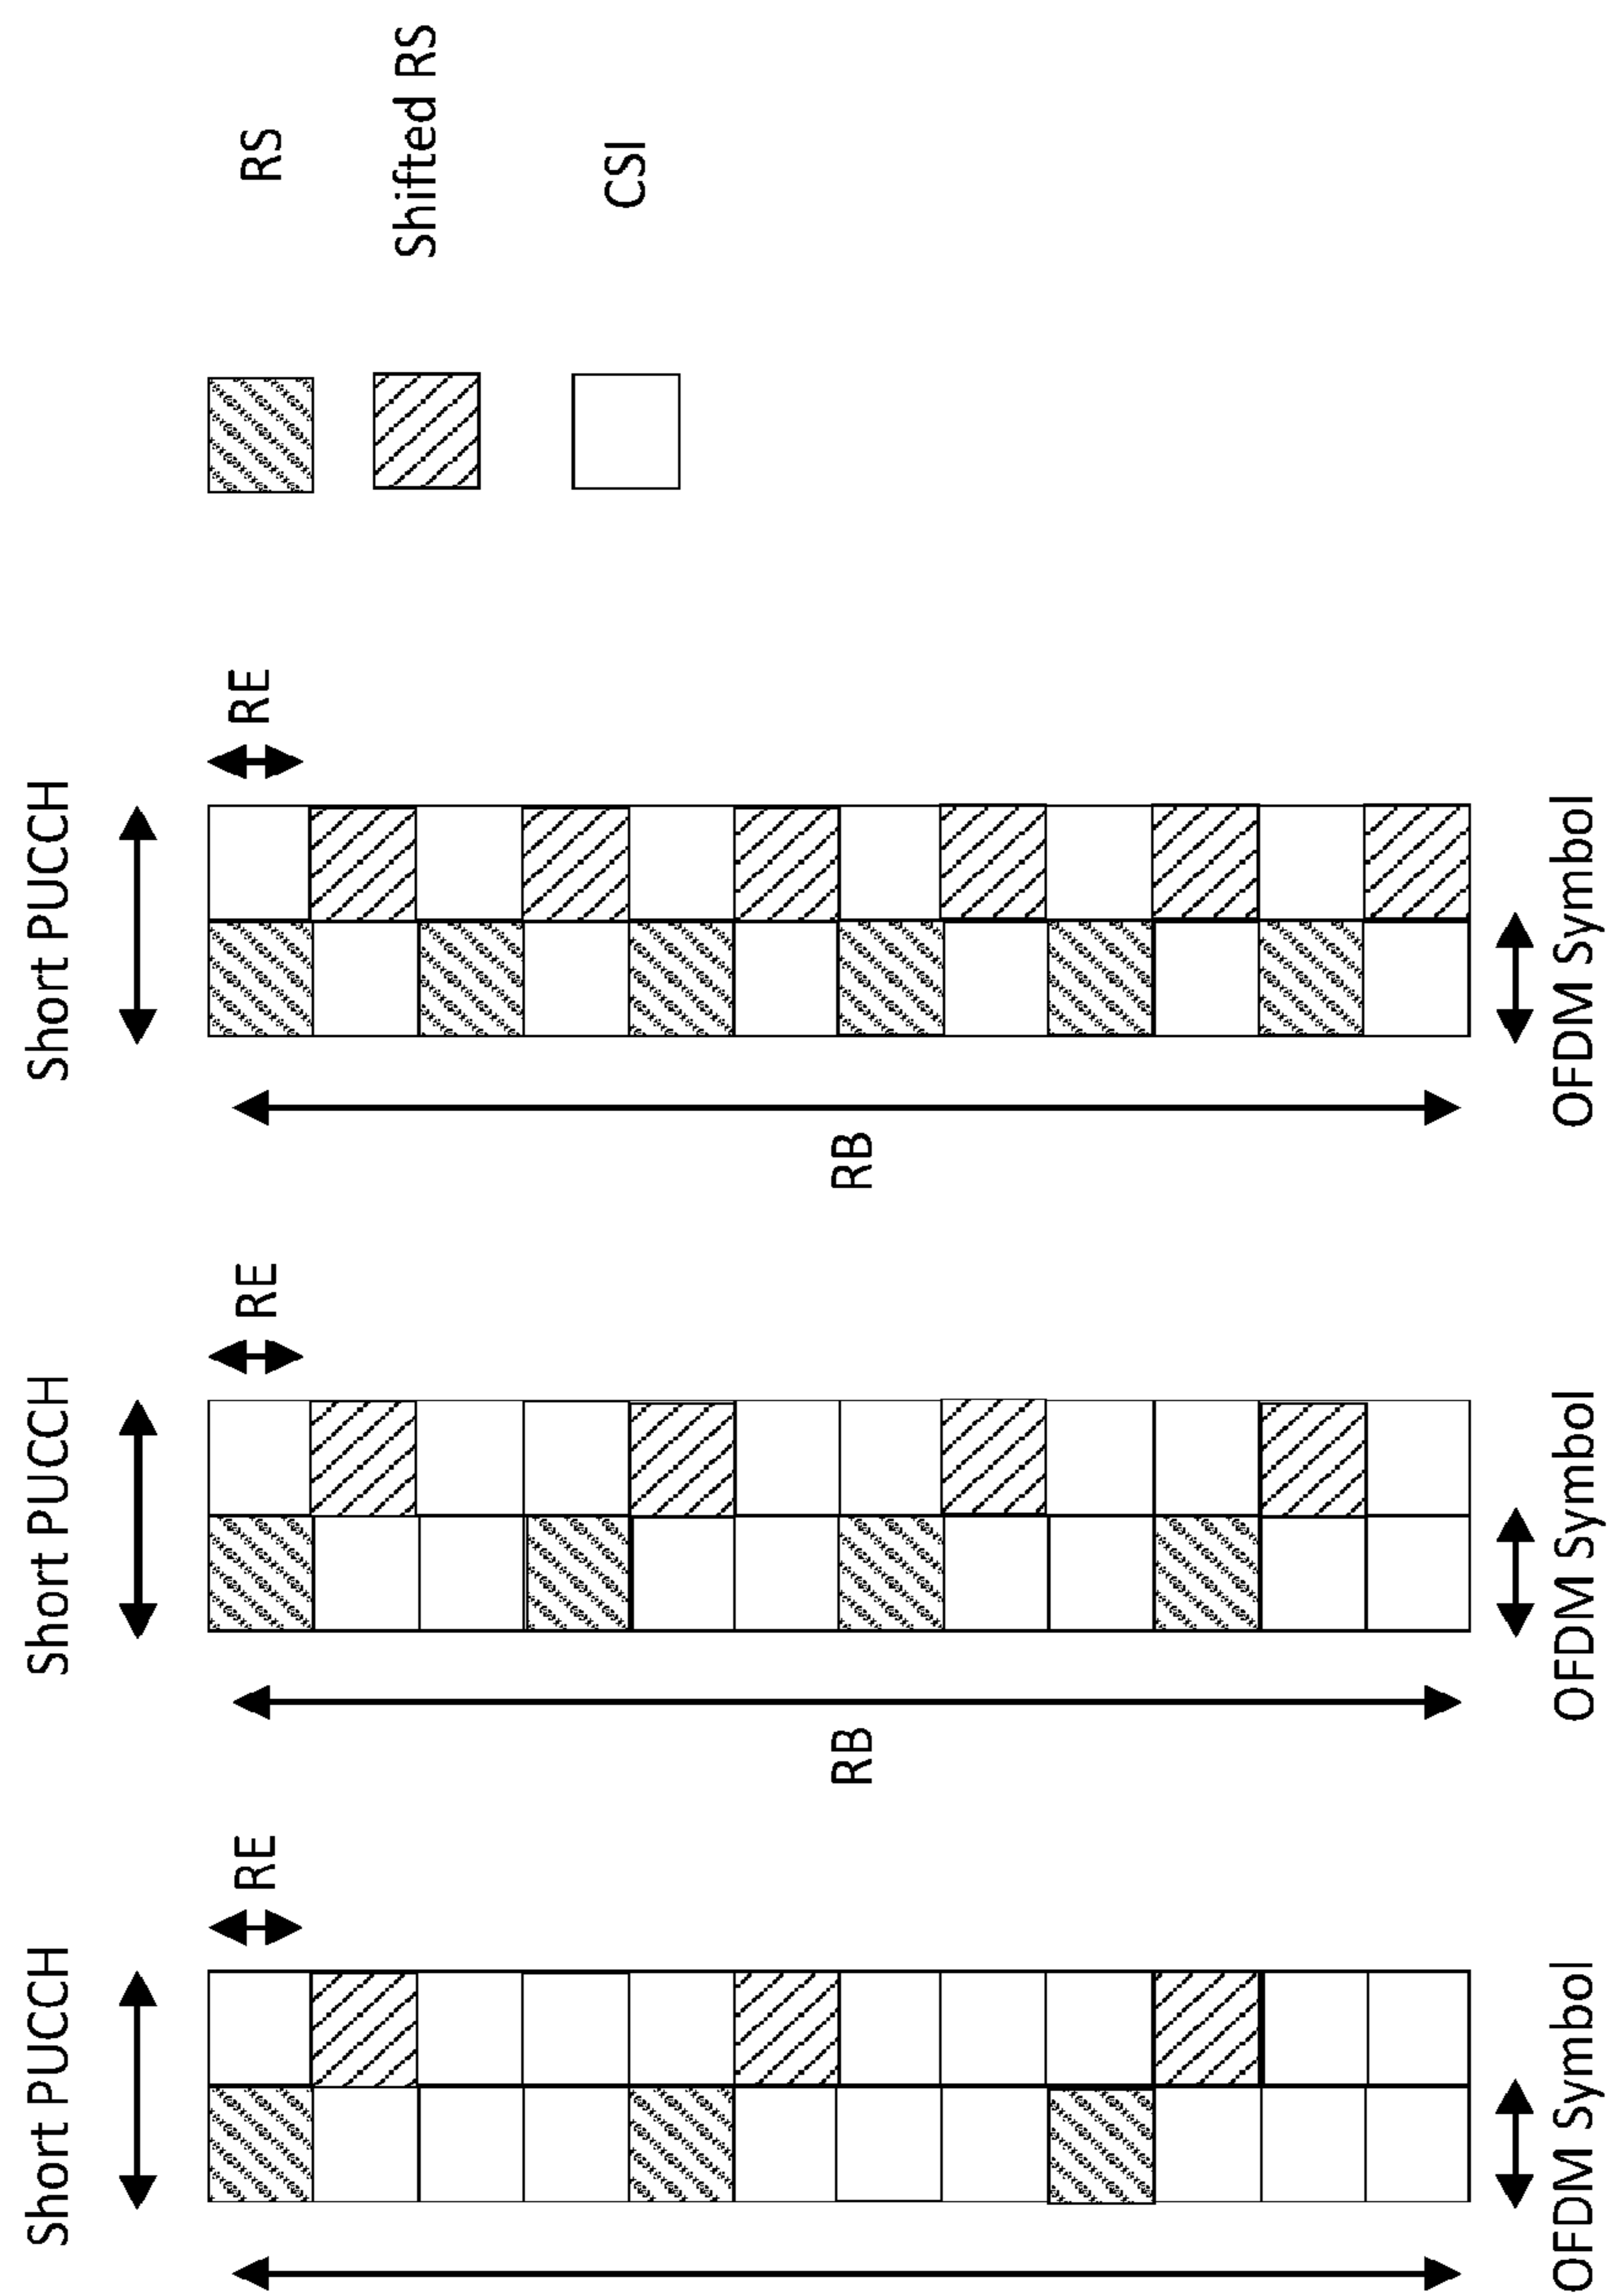 Short PUCCH
Short PUCCH
Short PUCCH
RE
RE
RE
RS
Shifted RS
CSI
RB
RB
OFDM Symbol
OFDM Symbol
OFDM Symbol